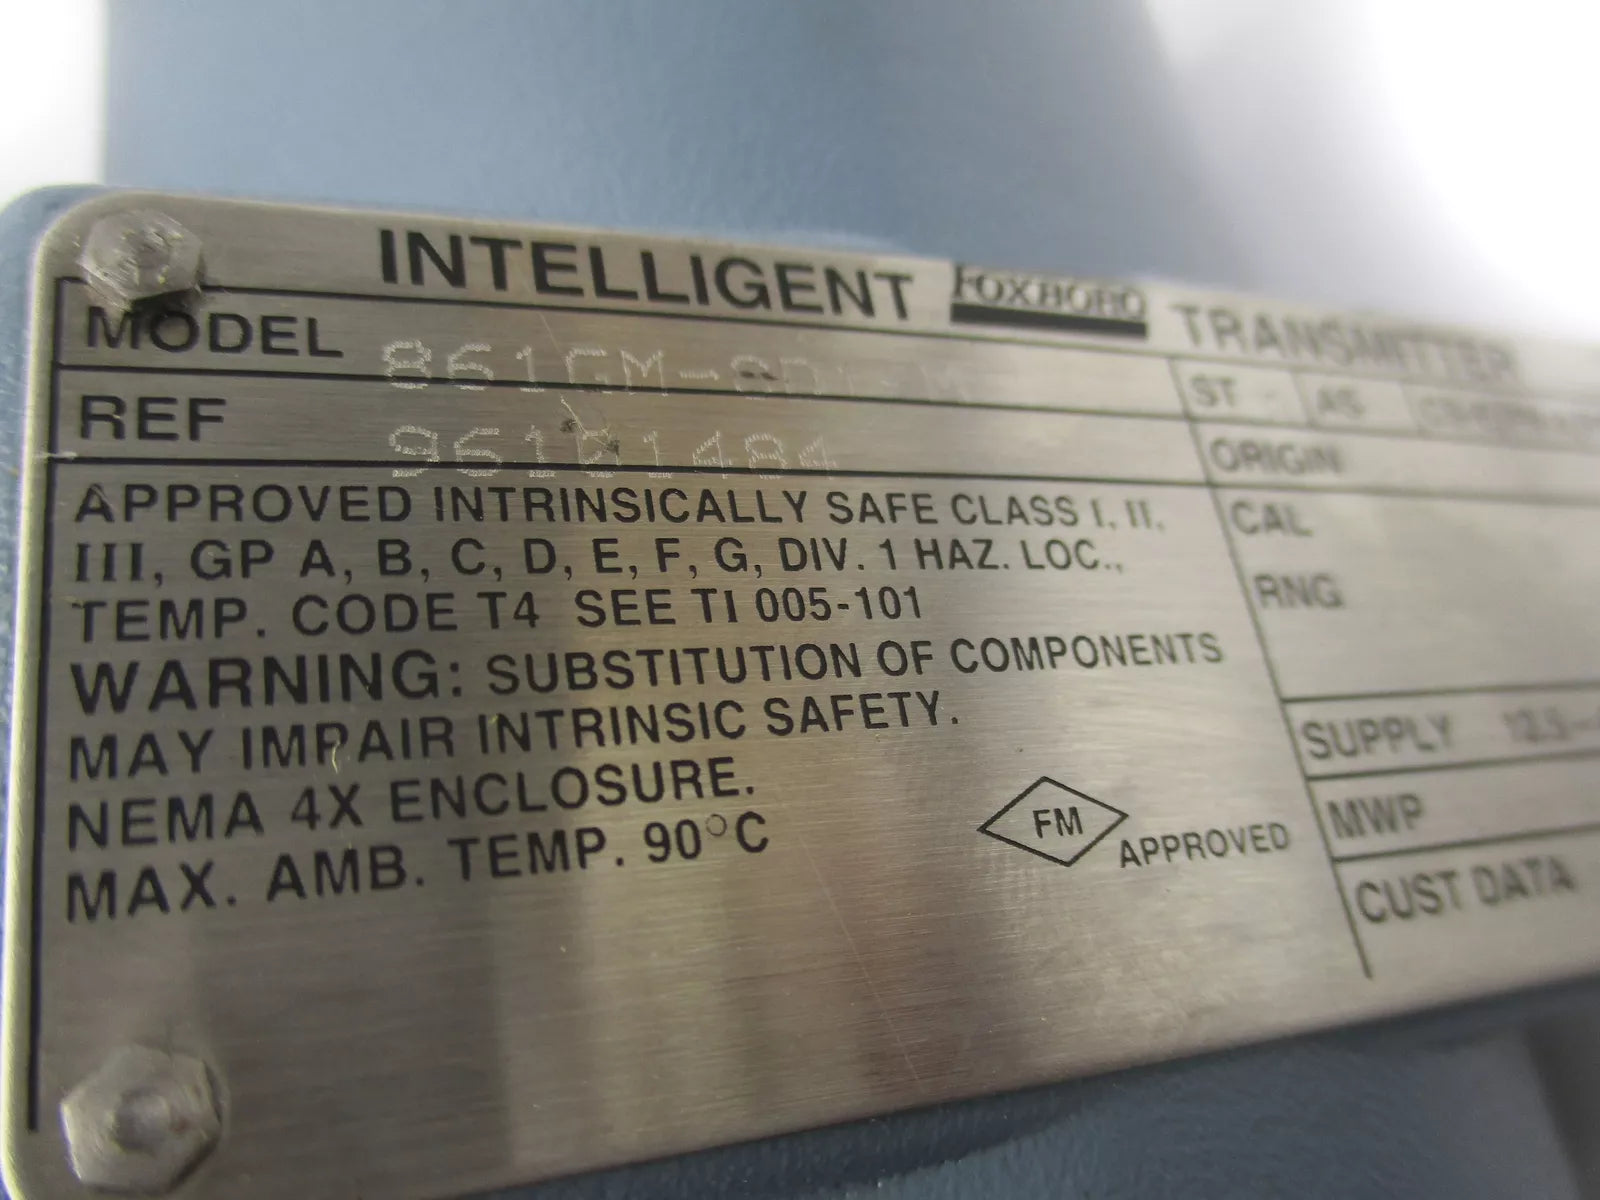 INTELLIGENT FOXBORO TRANSMITTER
MODEL
REF
APPROVED INTRINSICALLY SAFE CLASS I, II,
III, GP A, B, C, D, E, F, G, DIV. 1 HAZ. LOC.,
TEMP. CODE T4 SEE TI 005-101
WARNING: SUBSTITUTION OF COMPONENTS
MAY IMPAIR INTRINSIC SAFETY.
NEMA 4X ENCLOSURE.
MAX. AMB. TEMP. 90°C
FM
APPROVED
ST AS
ORIGIN
CAL
RNG
SUPPLY
MWP
CUST DATA